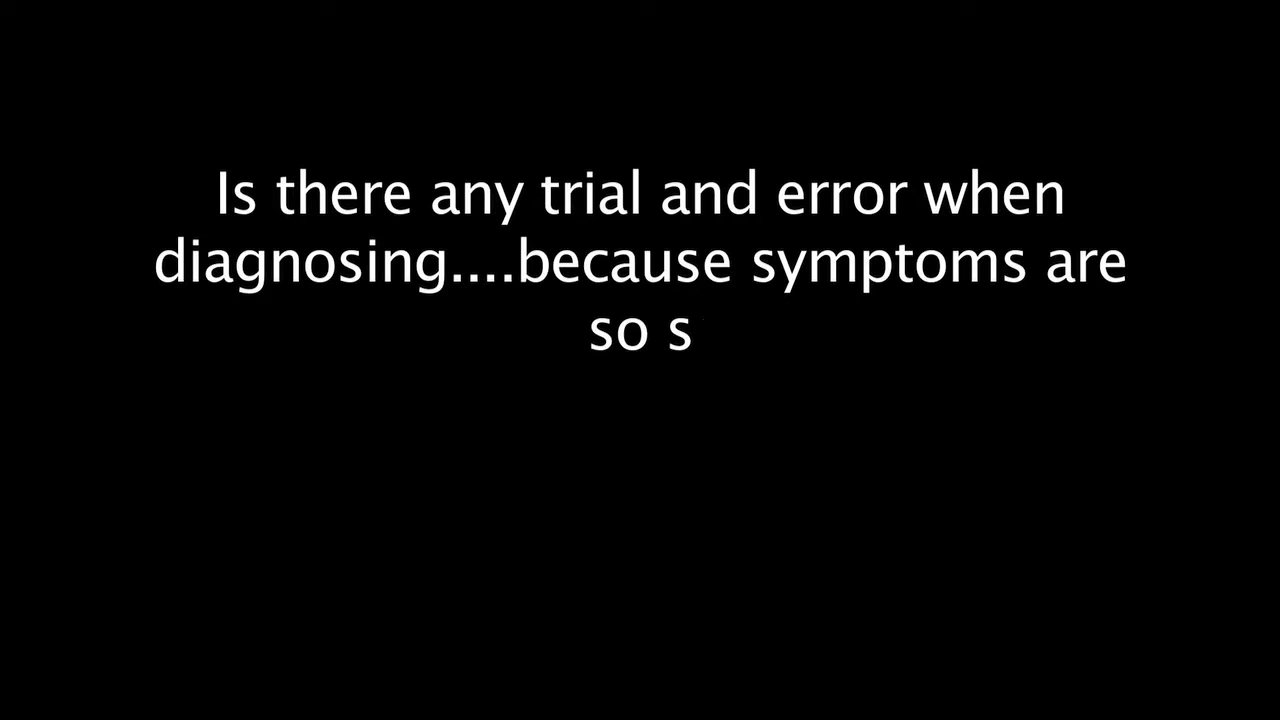 Is there any trial and error when
diagnosing....because symptoms are
so s